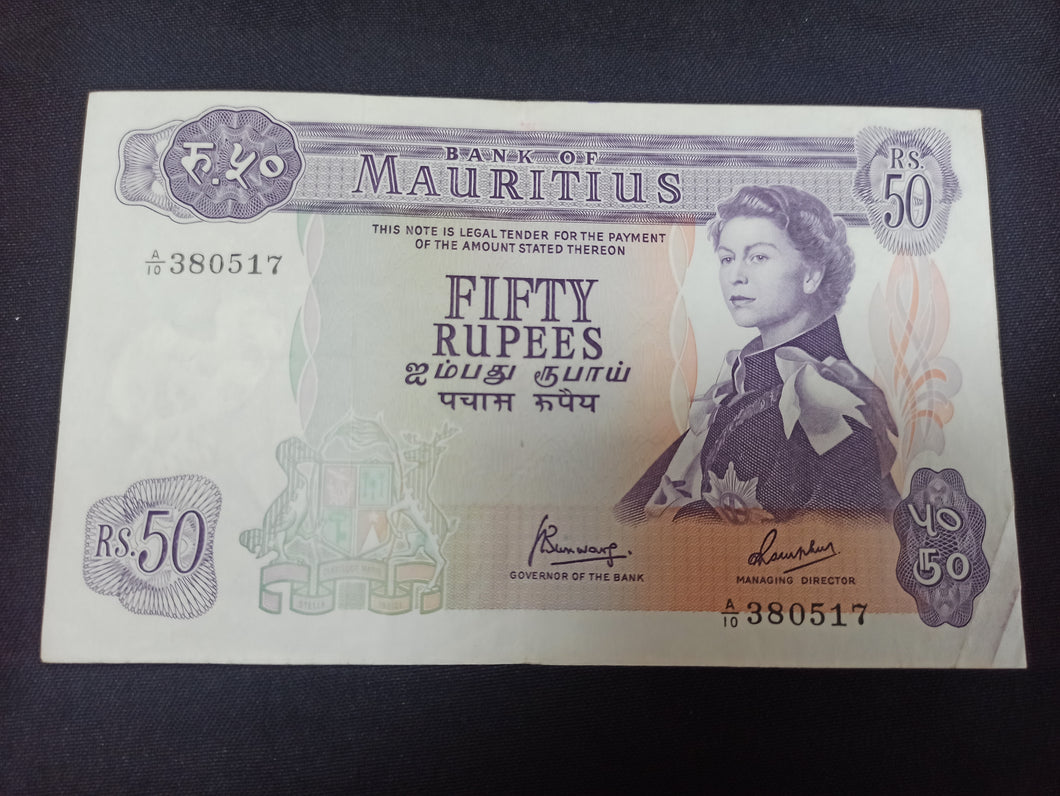 रु. ५०
BANK OF
MAURITIUS
RS.
50
THIS NOTE IS LEGAL TENDER FOR THE PAYMENT
OF THE AMOUNT STATED THEREON
A/10 380517
FIFTY
RUPEES
ஐம்பது ரூபாய்
पचास रूपैय
RS. 50
GOVERNOR OF THE BANK
MANAGING DIRECTOR
५०
50
A/10 380517